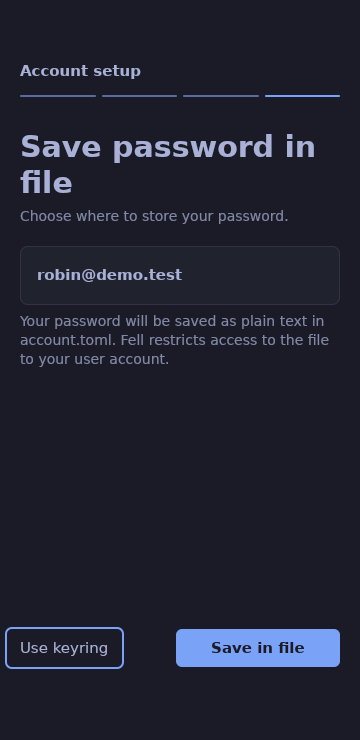 Account setup
Save password in
file
Choose where to store your password.
robin@demo.test
Your password will be saved as plain text in
account.toml. Fell restricts access to the file
to your user account.
Use keyring
Save in file